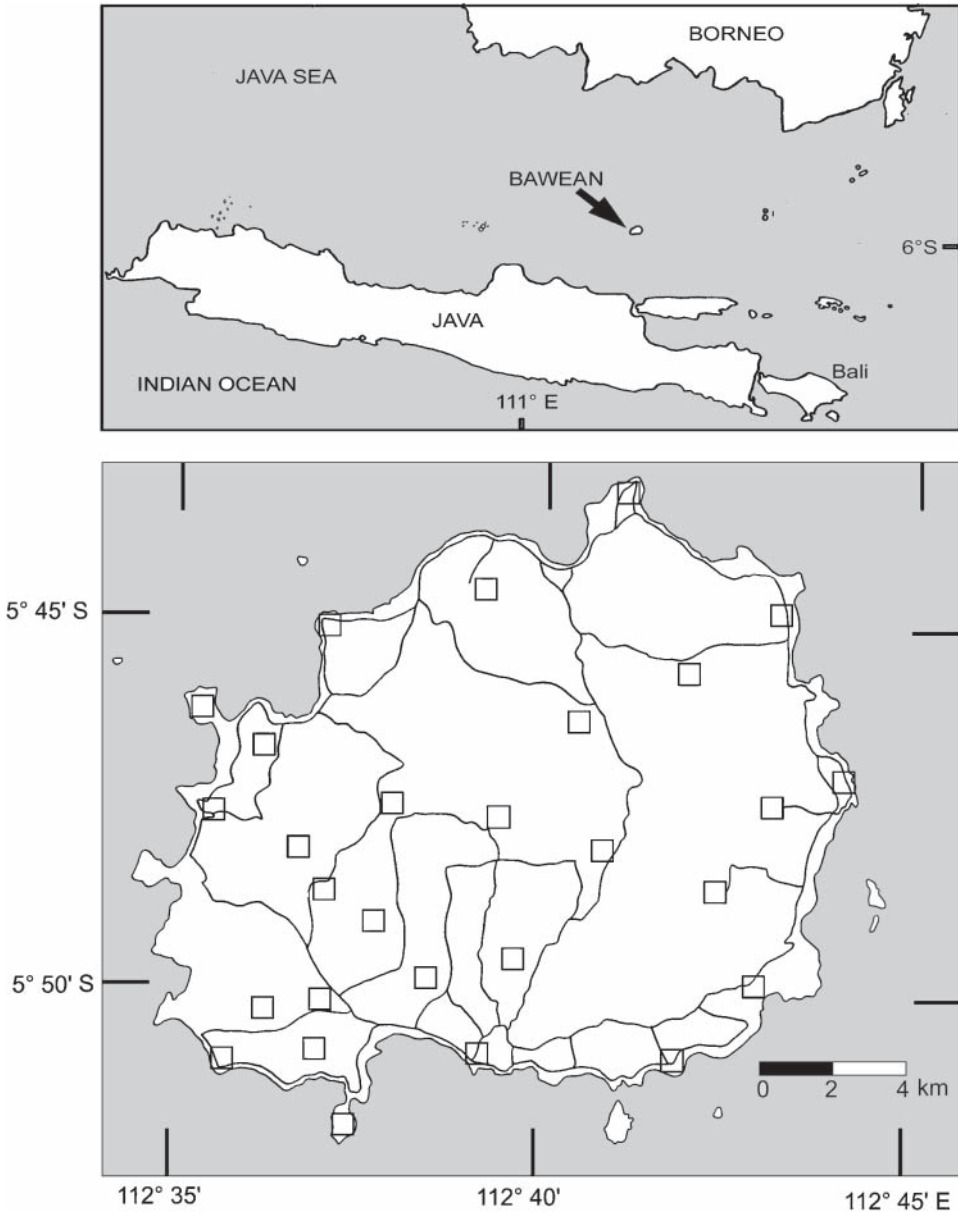 BORNEO
JAVA SEA
BAWEAN
6°S
JAVA
Bali
INDIAN OCEAN
111° E
5° 45' S
5° 50' S
0 2 4 km
112° 35' 112° 40' 112° 45' E